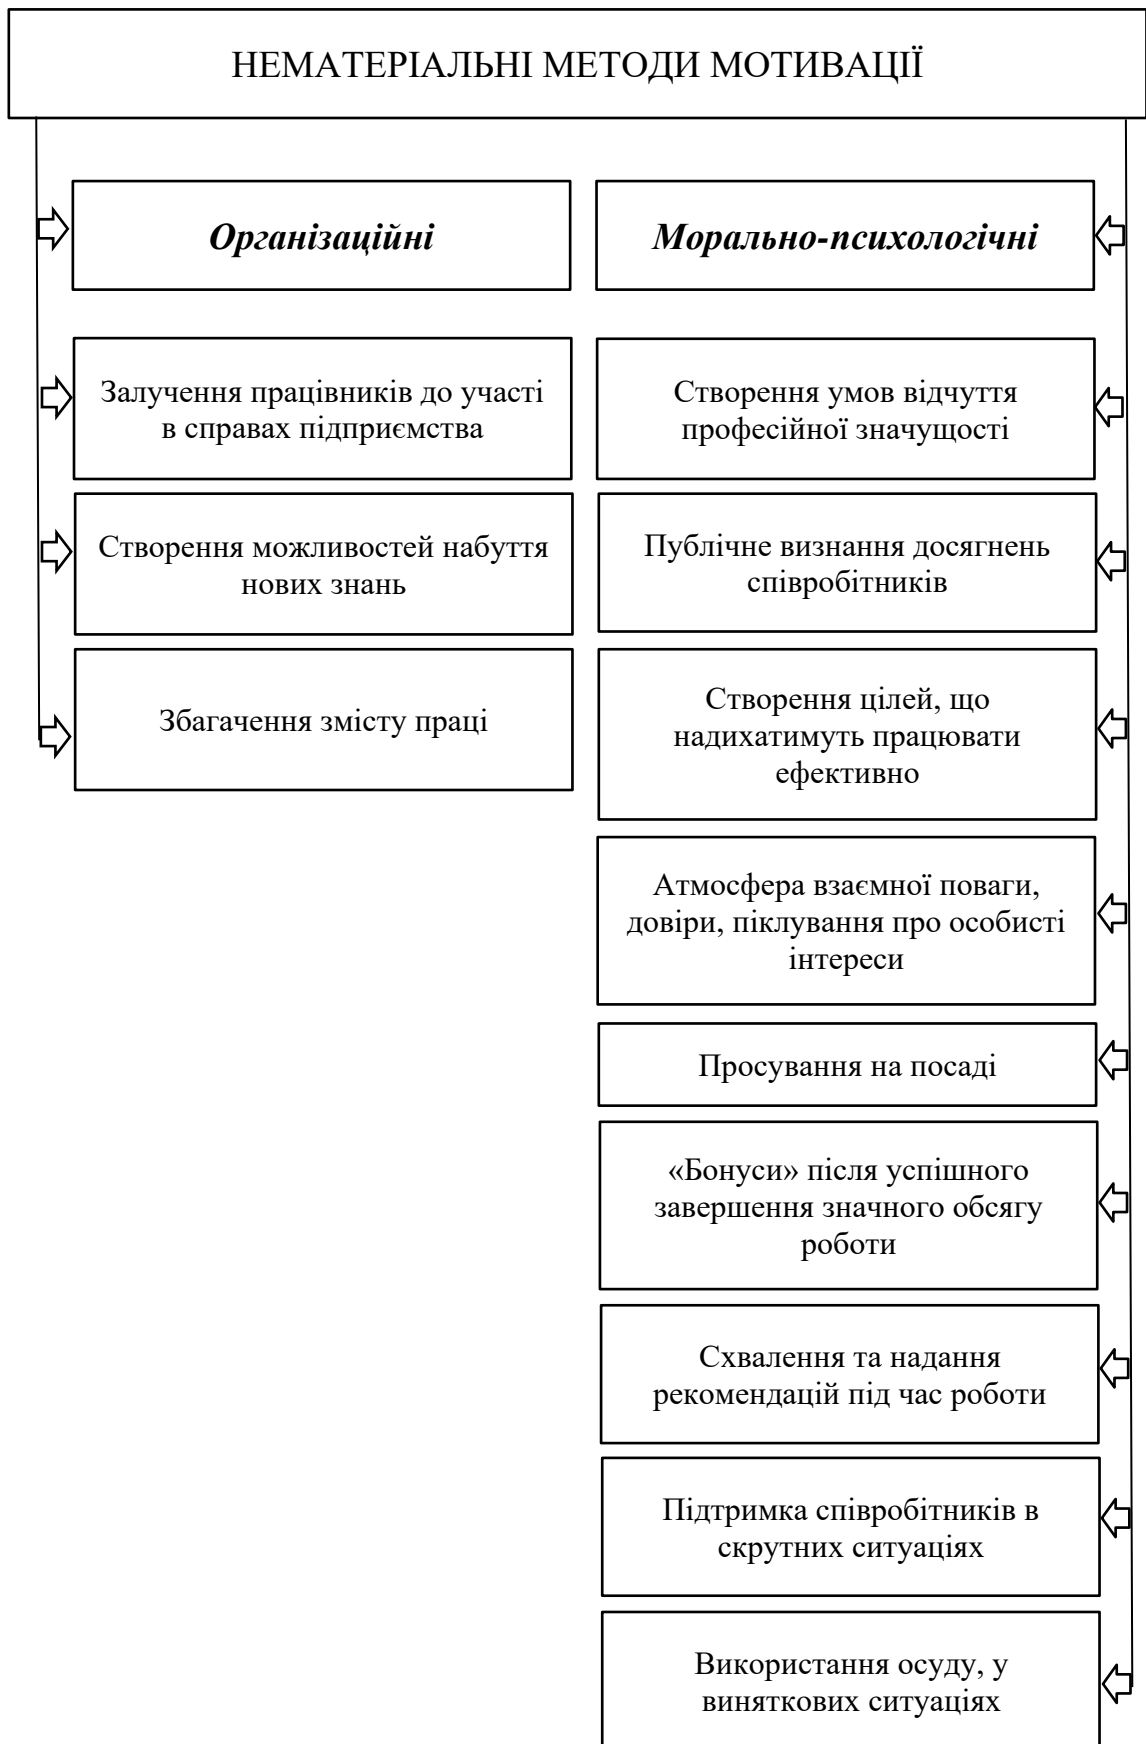 НЕМАТЕРІАЛЬНІ МЕТОДИ МОТИВАЦІЇ
Організаційні
Залучення працівників до участі
в справах підприємства
Створення можливостей набуття
нових знань
Збагачення змісту праці
Морально-психологічні
Створення умов відчуття
професійної значущості
Публічне визнання досягнень
співробітників
Створення цілей, що
надихатимуть працювати
ефективно
Атмосфера взаємної поваги,
довіри, піклування про особисті
інтереси
Просування на посаді
«Бонуси» після успішного
завершення значного обсягу
роботи
Схвалення та надання
рекомендацій під час роботи
Підтримка співробітників в
скрутних ситуаціях
Використання осуду, у
виняткових ситуаціях